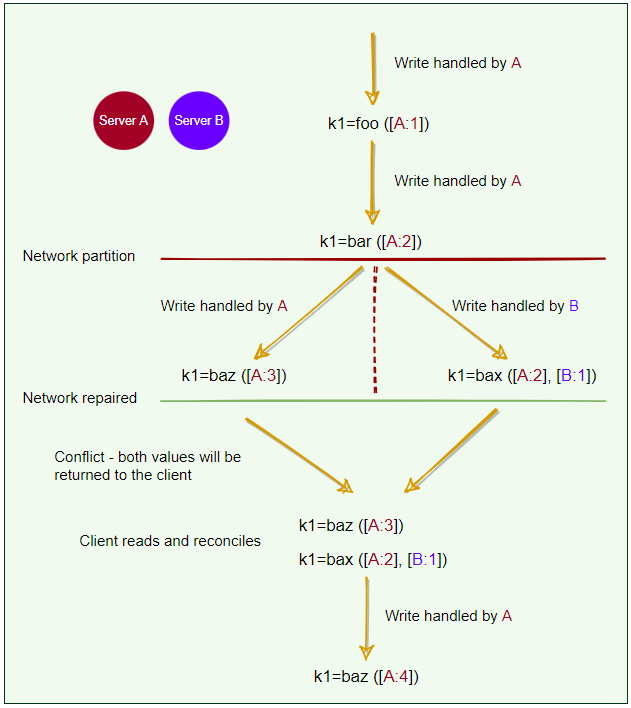 Write handled by A
Server A
Server B
k1=foo ([A:1])
Write handled by A
k1=bar ([A:2])
Network partition
Write handled by A
Write handled by B
k1=baz ([A:3])
k1=bax ([A:2], [B:1])
Network repaired
Conflict - both values will be
returned to the client
k1=baz ([A:3])
Client reads and reconciles
k1=bax ([A:2], [B:1])
Write handled by A
k1=baz ([A:4])